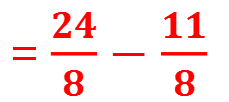 = 24/8 − 11/8